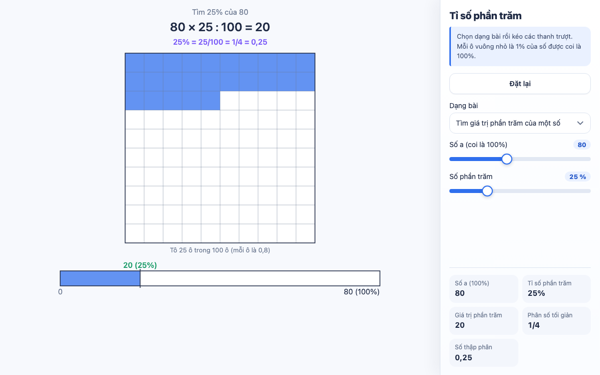 Tìm 25% của 80
80 × 25 : 100 = 20
25% = 25/100 = 1/4 = 0,25
Tô 25 ô trong 100 ô (mỗi ô là 0,8)
20 (25%)
0
80 (100%)
Tỉ số phần trăm
Chọn dạng bài rồi kéo các thanh trượt.
Mỗi ô vuông nhỏ là 1% của số được coi là
100%.
Đặt lại
Dạng bài
Tìm giá trị phần trăm của một số
Số a (coi là 100%)
80
Số phần trăm
25 %
Số a (100%)
80
Tỉ số phần trăm
25%
Giá trị phần trăm
20
Phân số tối giản
1/4
Số thập phân
0,25